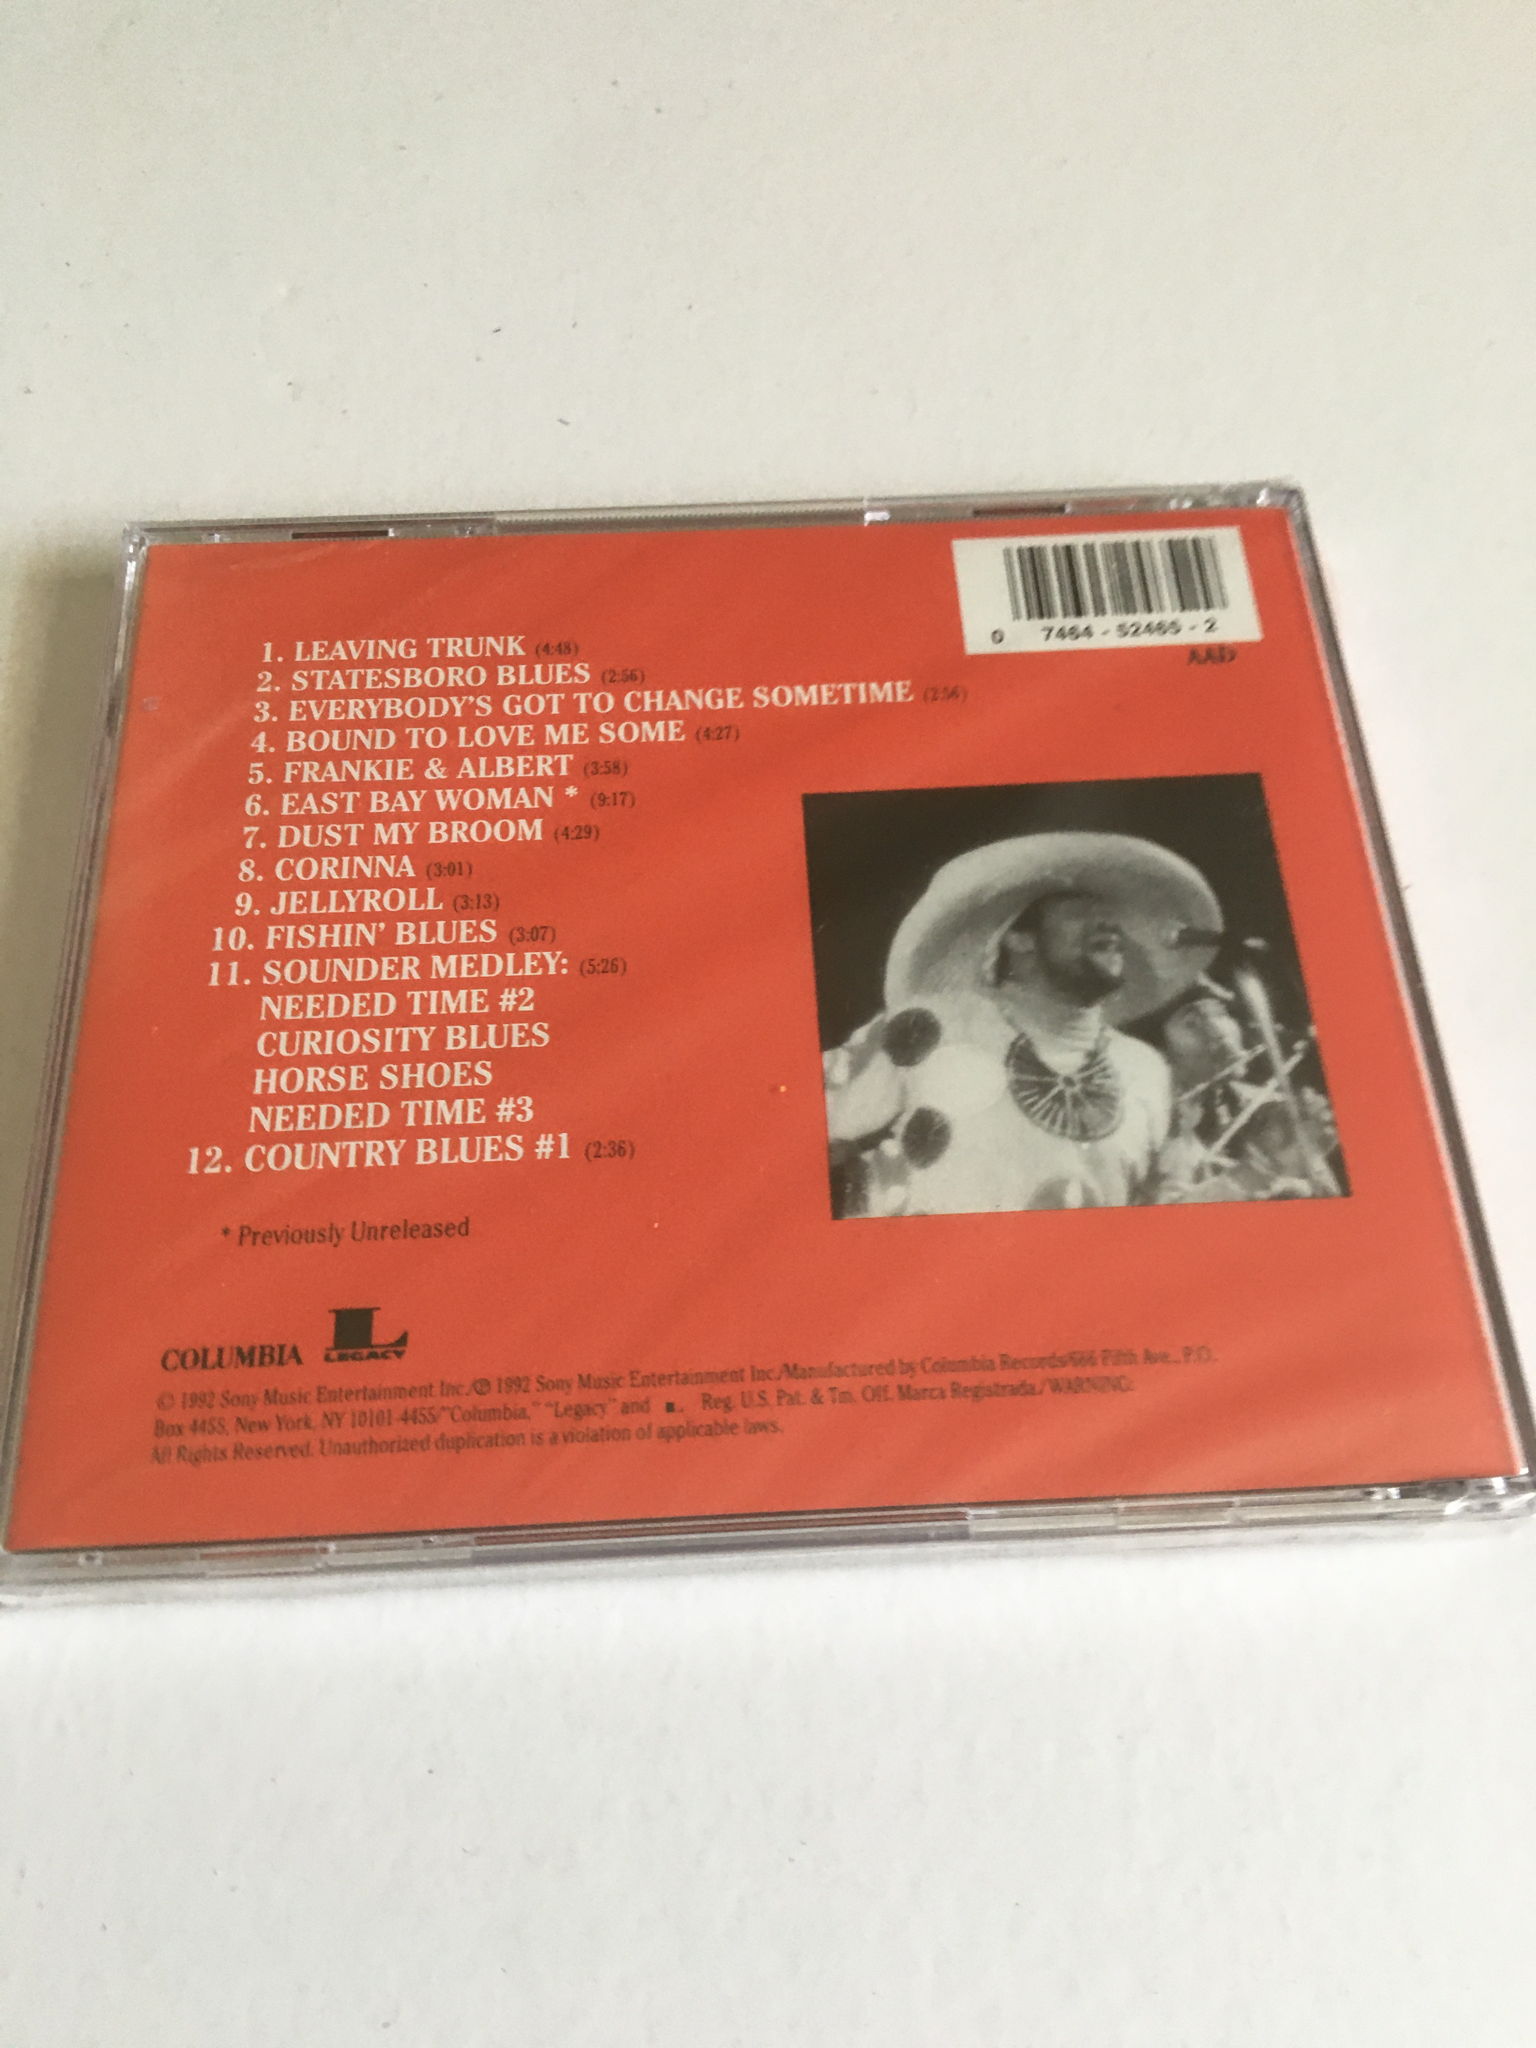 0 7464-52465-2
AAD
1. LEAVING TRUNK (4:48)
2. STATESBORO BLUES (2:56)
3. EVERYBODY'S GOT TO CHANGE SOMETIME (2:56)
4. BOUND TO LOVE ME SOME (4:27)
5. FRANKIE & ALBERT (3:58)
6. EAST BAY WOMAN * (9:17)
7. DUST MY BROOM (4:29)
8. CORINNA (3:01)
9. JELLYROLL (3:13)
10. FISHIN' BLUES (3:07)
11. SOUNDER MEDLEY: (5:26)
NEEDED TIME #2
CURIOSITY BLUES
HORSE SHOES
NEEDED TIME #3
12. COUNTRY BLUES #1 (2:36)
* Previously Unreleased
COLUMBIA L LEGACY
© 1992 Sony Music Entertainment Inc./℗ 1992 Sony Music Entertainment Inc./Manufactured by Columbia Records/666 Fifth Ave., P.O.
Box 4455, New York, NY 10101-4455/"Columbia," "Legacy" and Reg. U.S. Pat. & Tm. Off. Marca Registrada./WARNING:
All Rights Reserved. Unauthorized duplication is a violation of applicable laws.